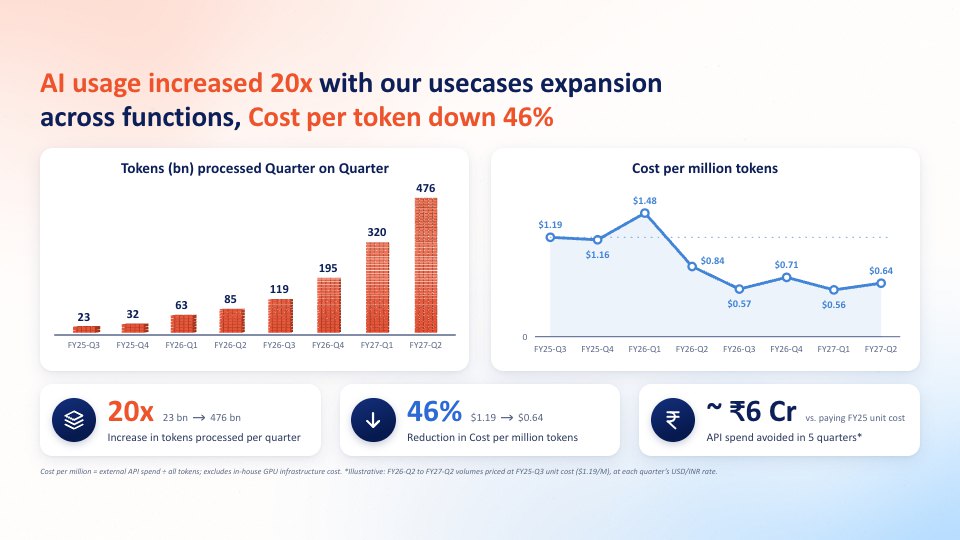 AI usage increased 20x with our usecases expansion
across functions, Cost per token down 46%
Tokens (bn) processed Quarter on Quarter
23
32
63
85
119
195
320
476
FY25-Q3
FY25-Q4
FY26-Q1
FY26-Q2
FY26-Q3
FY26-Q4
FY27-Q1
FY27-Q2
Cost per million tokens
$1.19
$1.16
$1.48
$0.84
$0.57
$0.71
$0.56
$0.64
0
FY25-Q3
FY25-Q4
FY26-Q1
FY26-Q2
FY26-Q3
FY26-Q4
FY27-Q1
FY27-Q2
20x 23 bn → 476 bn
Increase in tokens processed per quarter
46% $1.19 → $0.64
Reduction in Cost per million tokens
₹
~ ₹6 Cr vs. paying FY25 unit cost
API spend avoided in 5 quarters*
Cost per million = external API spend ÷ all tokens; excludes in-house GPU infrastructure cost. *Illustrative: FY26-Q2 to FY27-Q2 volumes priced at FY25-Q3 unit cost ($1.19/M), at each quarter's USD/INR rate.